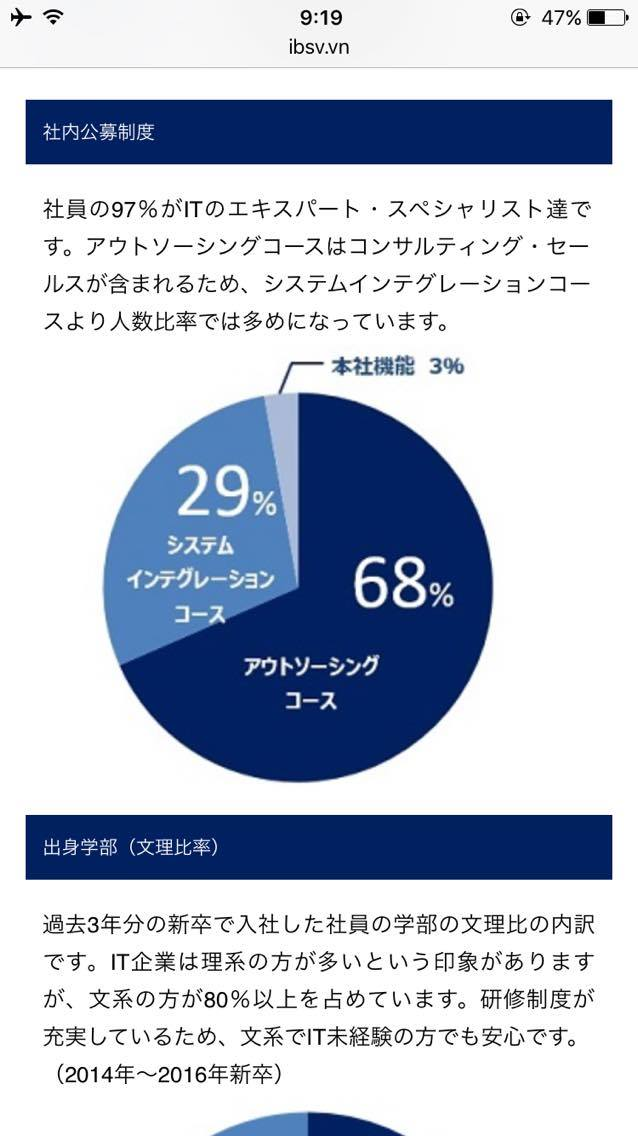 9:19
47%
ibsv.vn
社内公募制度
社員の97%がITのエキスパート・スペシャリスト達で
す。アウトソーシングコースはコンサルティング・セー
ルスが含まれるため、システムインテグレーションコー
スより人数比率では多めになっています。
本社機能 3%
29%
システム
インテグレーション
コース
68%
アウトソーシング
コース
出身学部（文理比率）
過去3年分の新卒で入社した社員の学部の文理比の内訳
です。IT企業は理系の方が多いという印象があります
が、文系の方が80%以上を占めています。研修制度が
充実しているため、文系でIT未経験の方でも安心です。
（2014年〜2016年新卒）